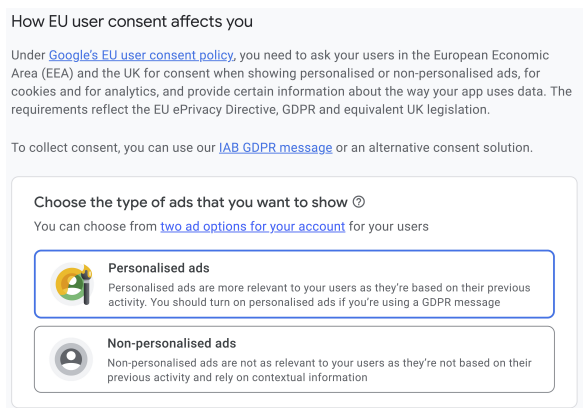 How EU user consent affects you
Under Google's EU user consent policy, you need to ask your users in the European Economic
Area (EEA) and the UK for consent when showing personalised or non-personalised ads, for
cookies and for analytics, and provide certain information about the way your app uses data. The
requirements reflect the EU ePrivacy Directive, GDPR and equivalent UK legislation.
To collect consent, you can use our IAB GDPR message or an alternative consent solution.
Choose the type of ads that you want to show
You can choose from two ad options for your account for your users
Personalised ads
Personalised ads are more relevant to your users as they're based on their previous
activity. You should turn on personalised ads if you're using a GDPR message
Non-personalised ads
Non-personalised ads are not as relevant to your users as they're not based on their
previous activity and rely on contextual information